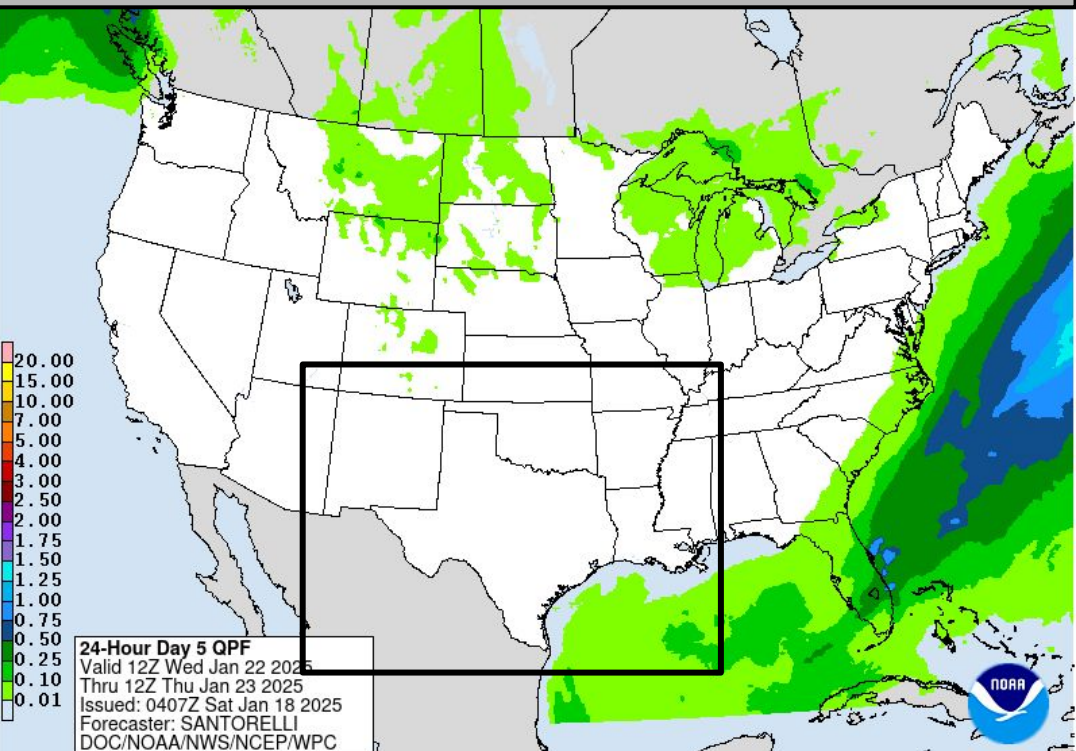 20.00
15.00
10.00
7.00
5.00
4.00
3.00
2.50
2.00
1.75
1.50
1.25
1.00
0.75
0.50
0.25
0.10
0.01
24-Hour Day 5 QPF
Valid 12Z Wed Jan 22 2025
Thru 12Z Thu Jan 23 2025
Issued: 0407Z Sat Jan 18 2025
Forecaster: SANTORELLI
DOC/NOAA/NWS/NCEP/WPC
NOAA